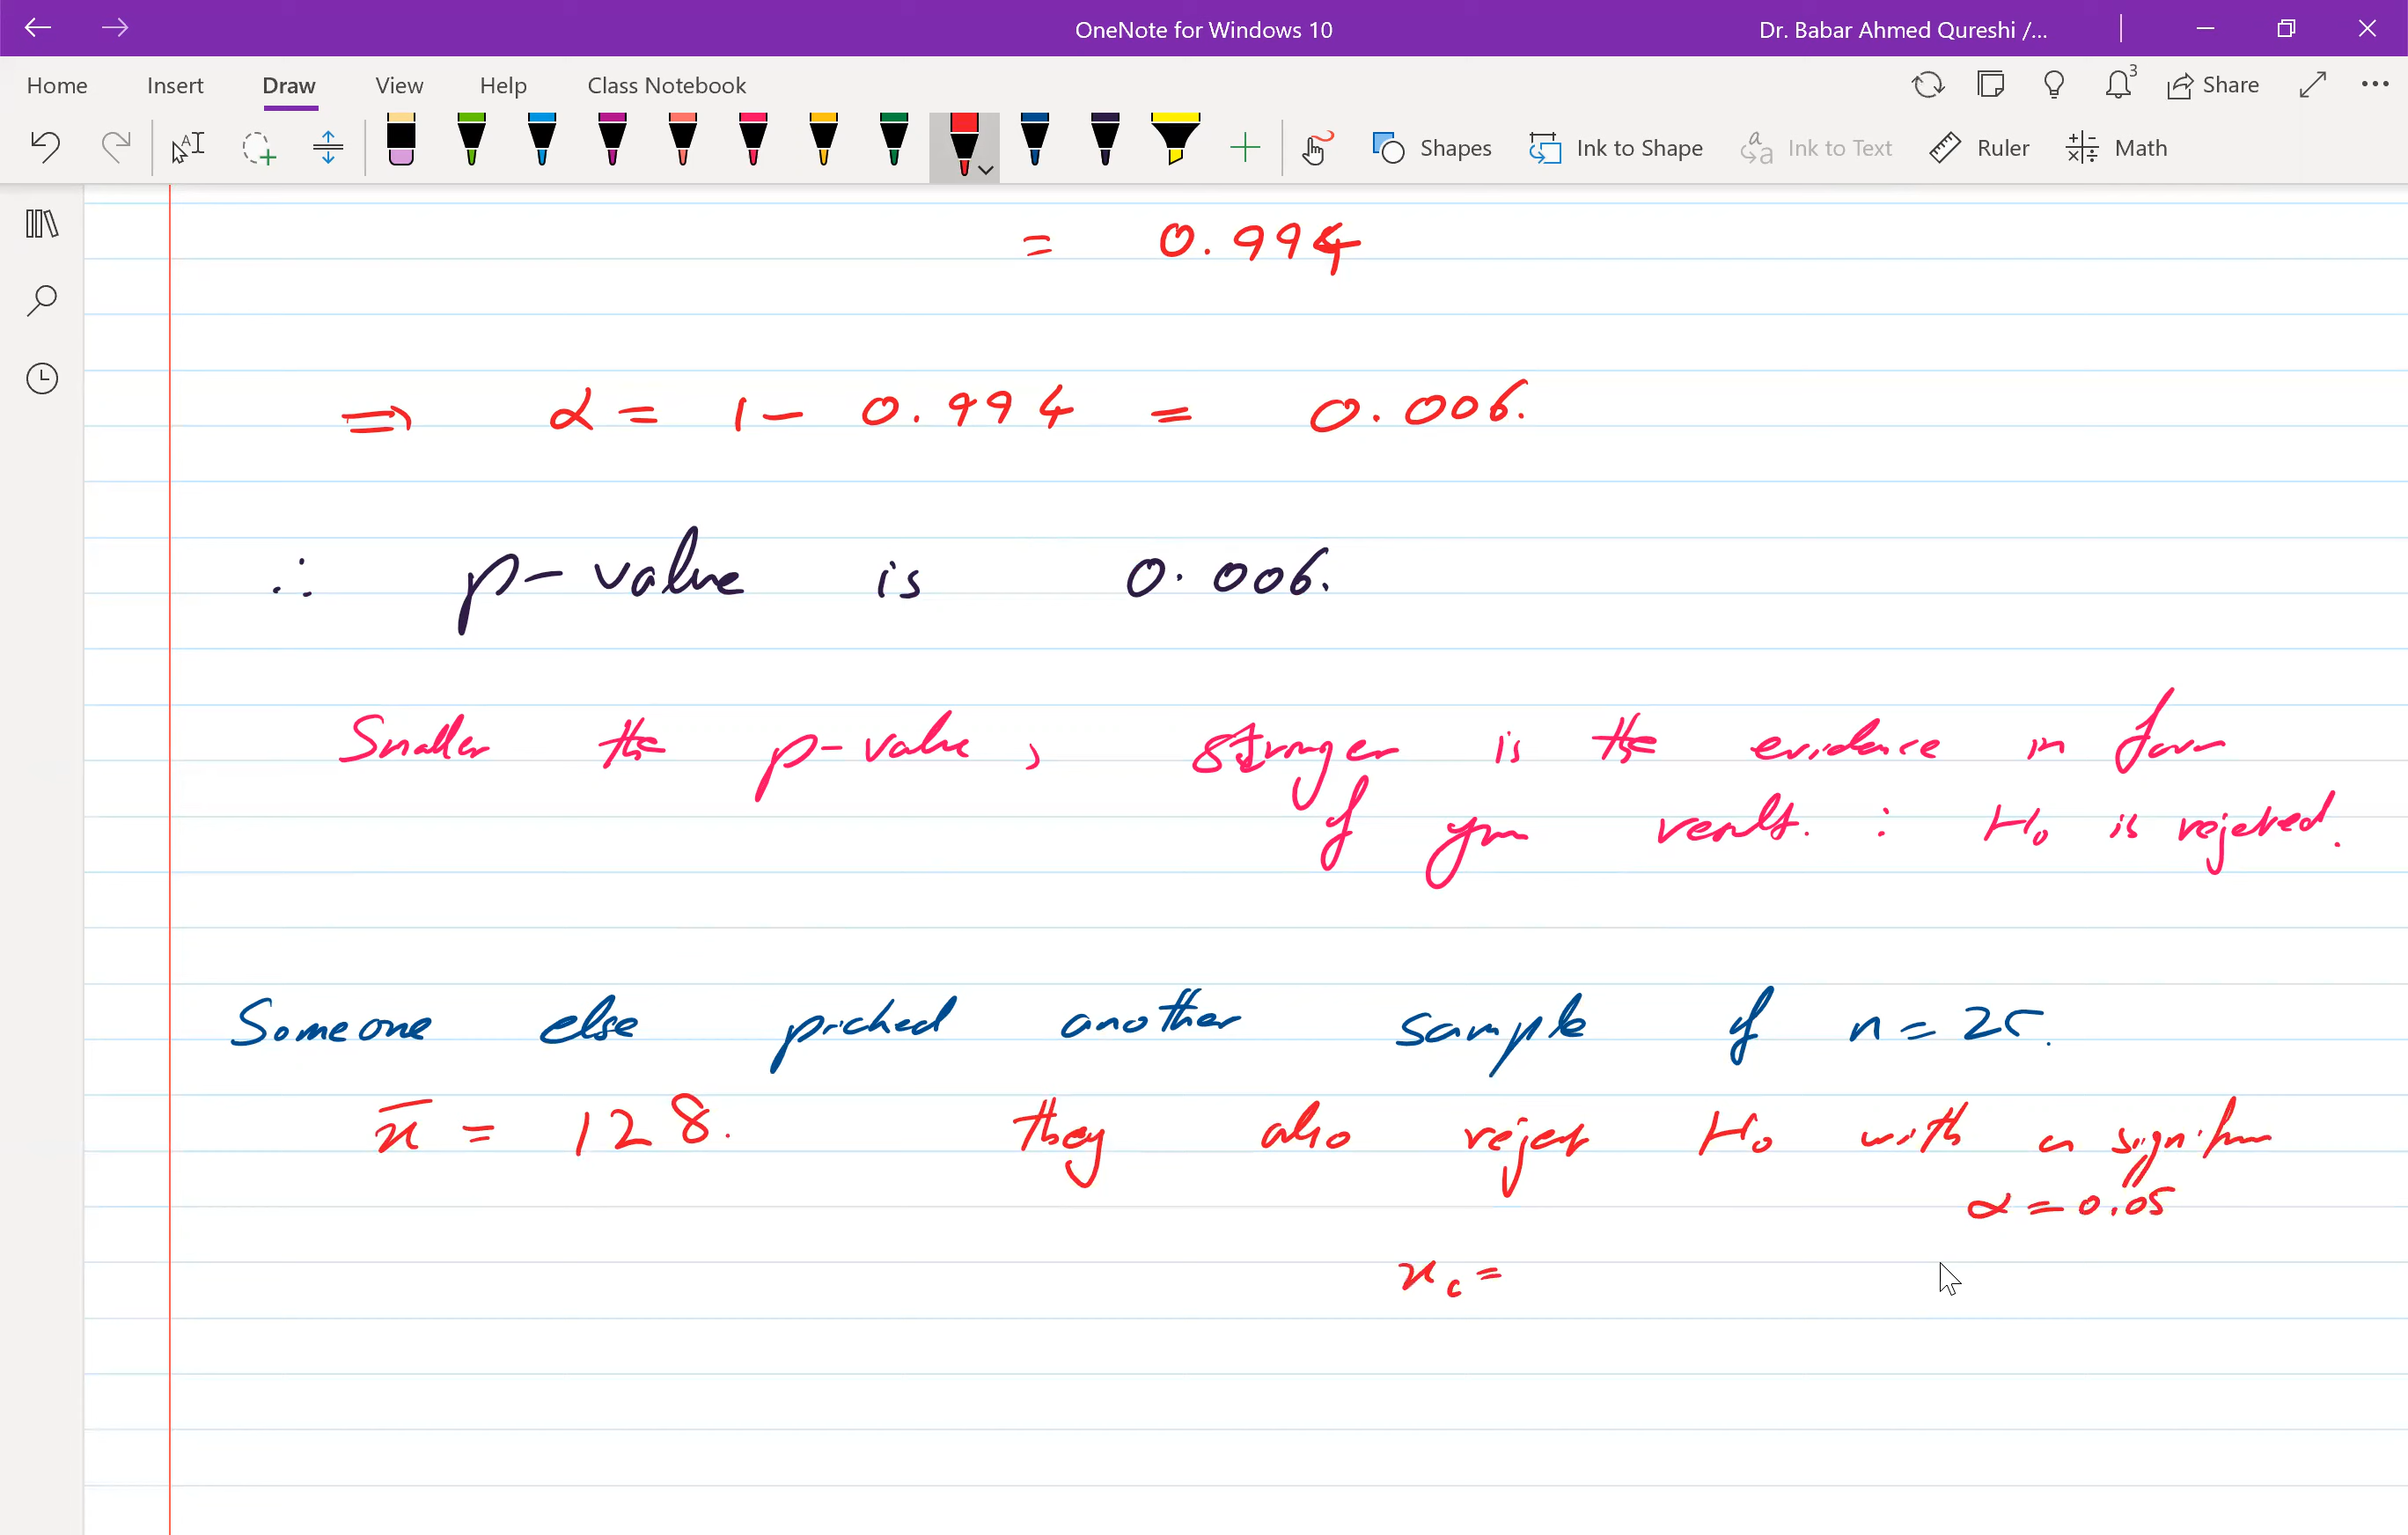 OneNote for Windows 10 Dr. Babar Ahmed Qureshi /...
Home Insert Draw View Help Class Notebook 3 Share
Shapes Ink to Shape Ink to Text Ruler Math
= 0.994
⇒ α = 1 - 0.994 = 0.006.
∴ p-value is 0.006.
Smaller the p-value, stronger is the evidence in favor
of your result. : H₀ is rejected.
Someone else picked another sample of n = 25.
x̄ = 128. they also reject H₀ with a
α = 0.05
x_c =